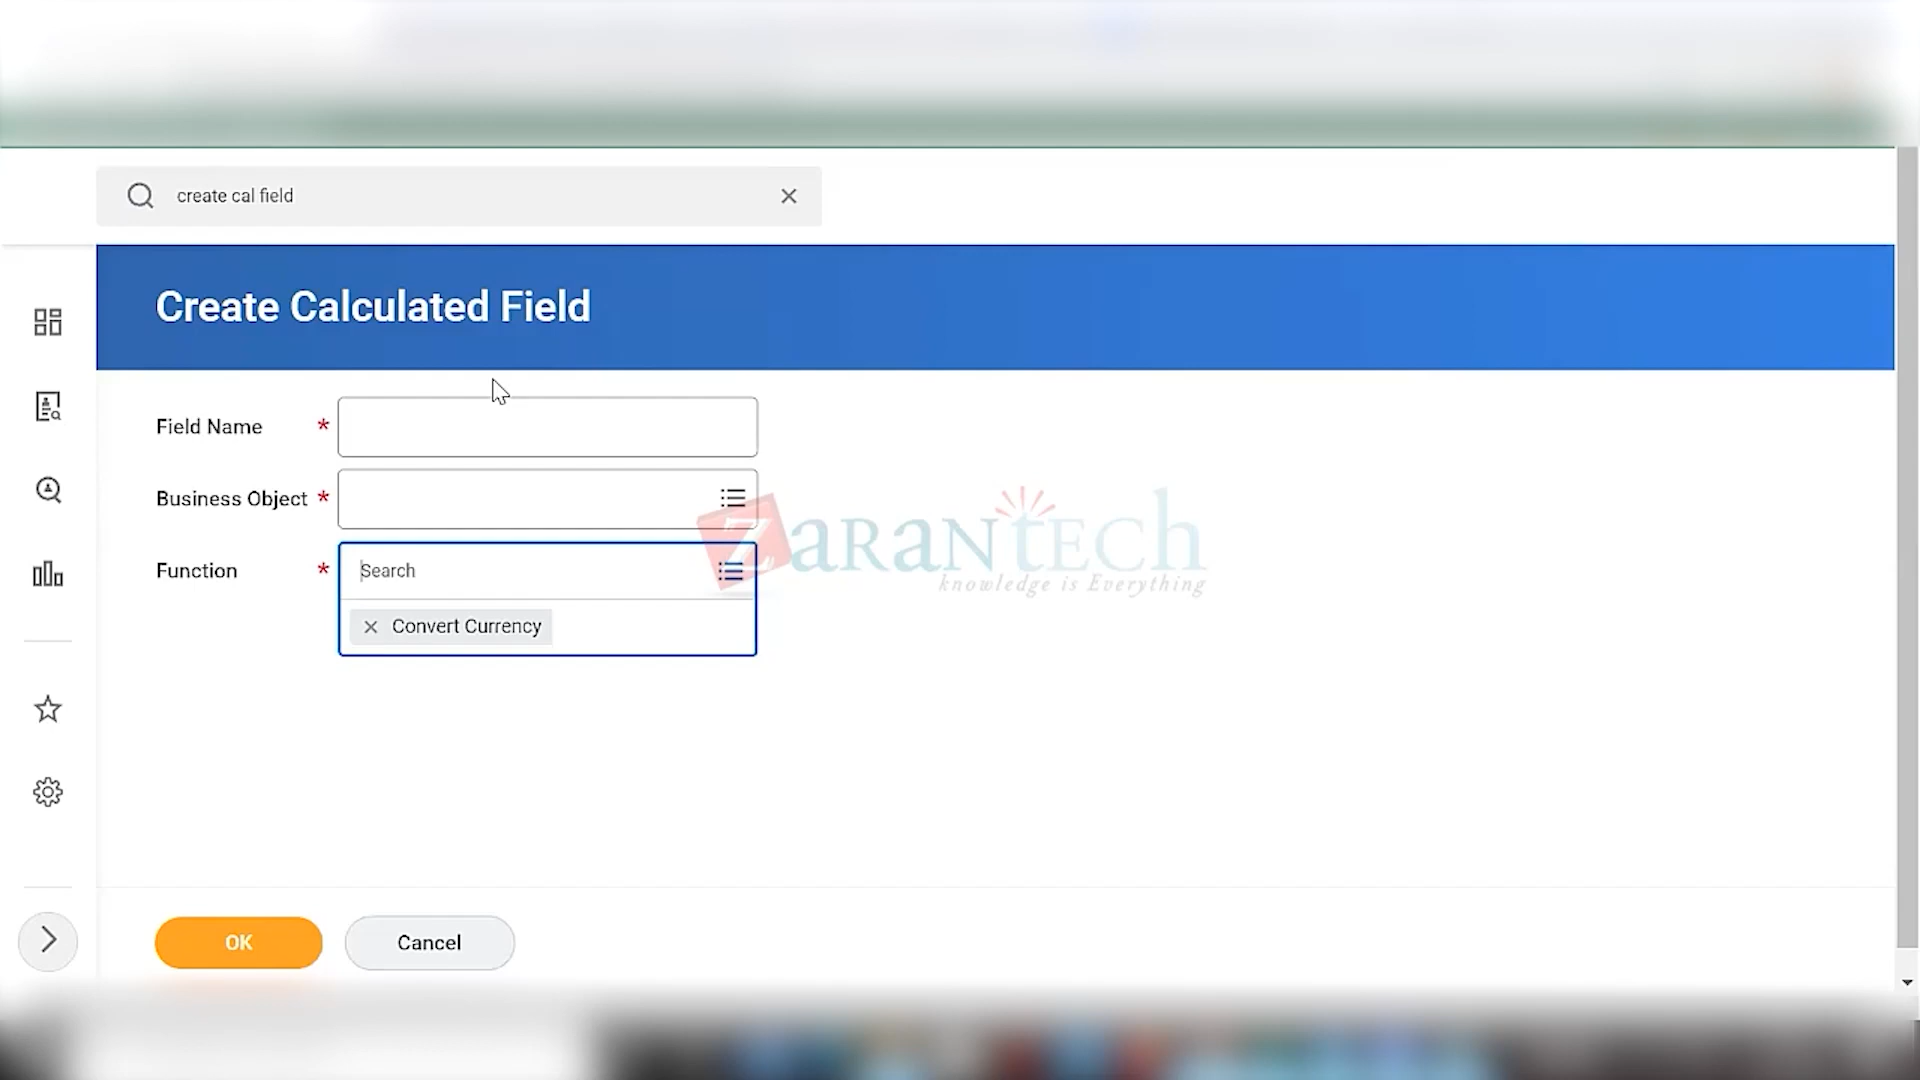 create cal field
Create Calculated Field
Field Name *
Business Object *
Function * Search
Convert Currency
ZARANTECH
knowledge is Everything
OK Cancel